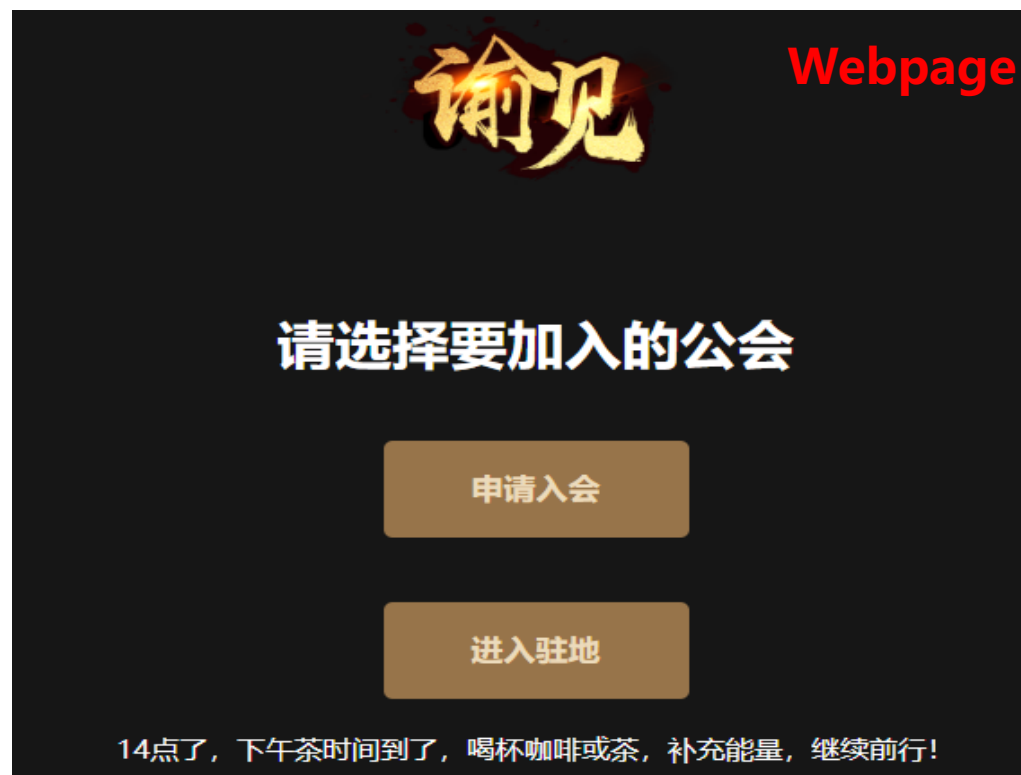 谕见
Webpage
请选择要加入的公会
申请入会
进入驻地
14点了，下午茶时间到了，喝杯咖啡或茶，补充能量，继续前行！